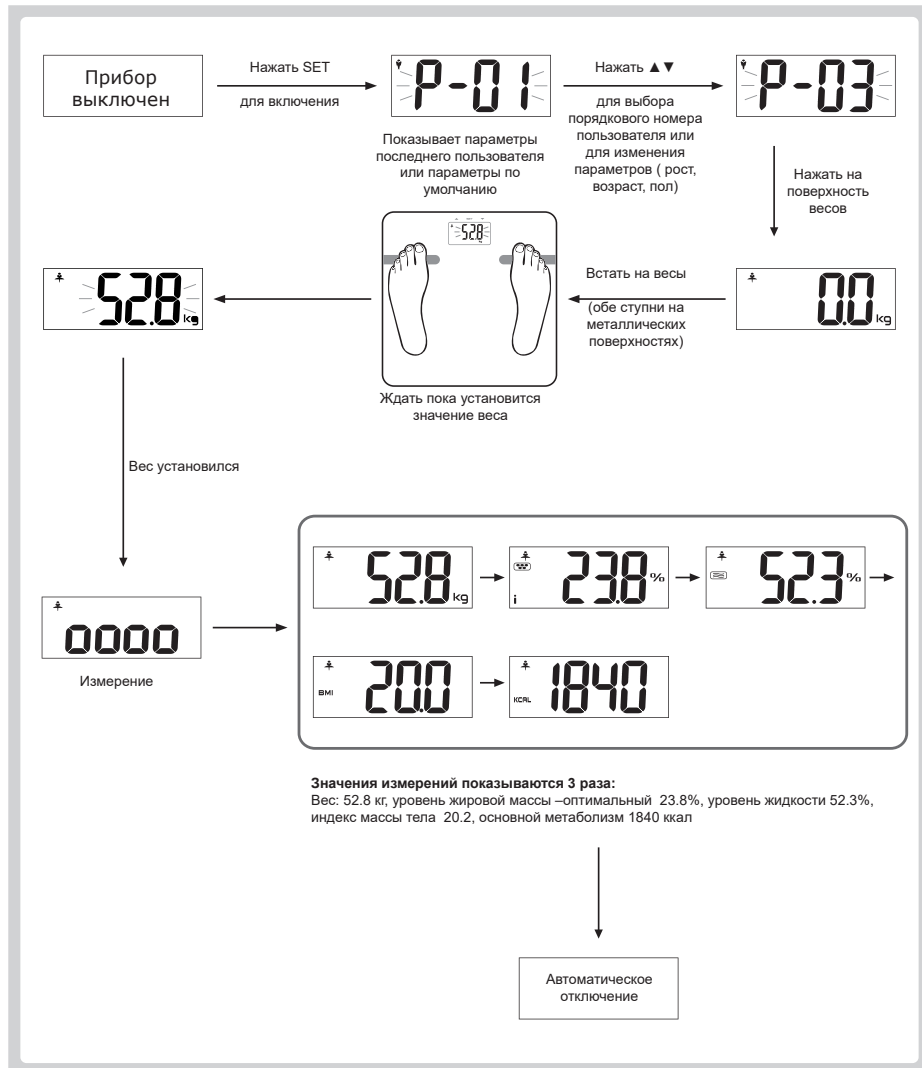 Прибор
выключен
Нажать SET
для включения
P-01
Показывает параметры
последнего пользователя
или параметры по
умолчанию
Нажать ▲▼
для выбора
порядкового номера
пользователя или
для изменения
параметров ( рост,
возраст, пол)
P-03
Нажать на
поверхность
весов
0.0 kg
Встать на весы
(обе ступни на
металлических
поверхностях)
52.8
Ждать пока установится
значение веса
52.8 kg
Вес установился
0000
Измерение
52.8 kg
i 23.8 %
52.3 %
BMI 20.0
KCAL 1840
Значения измерений показываются 3 раза:
Вес: 52.8 кг, уровень жировой массы –оптимальный 23.8%, уровень жидкости 52.3%,
индекс массы тела 20.2, основной метаболизм 1840 ккал
Автоматическое
отключение